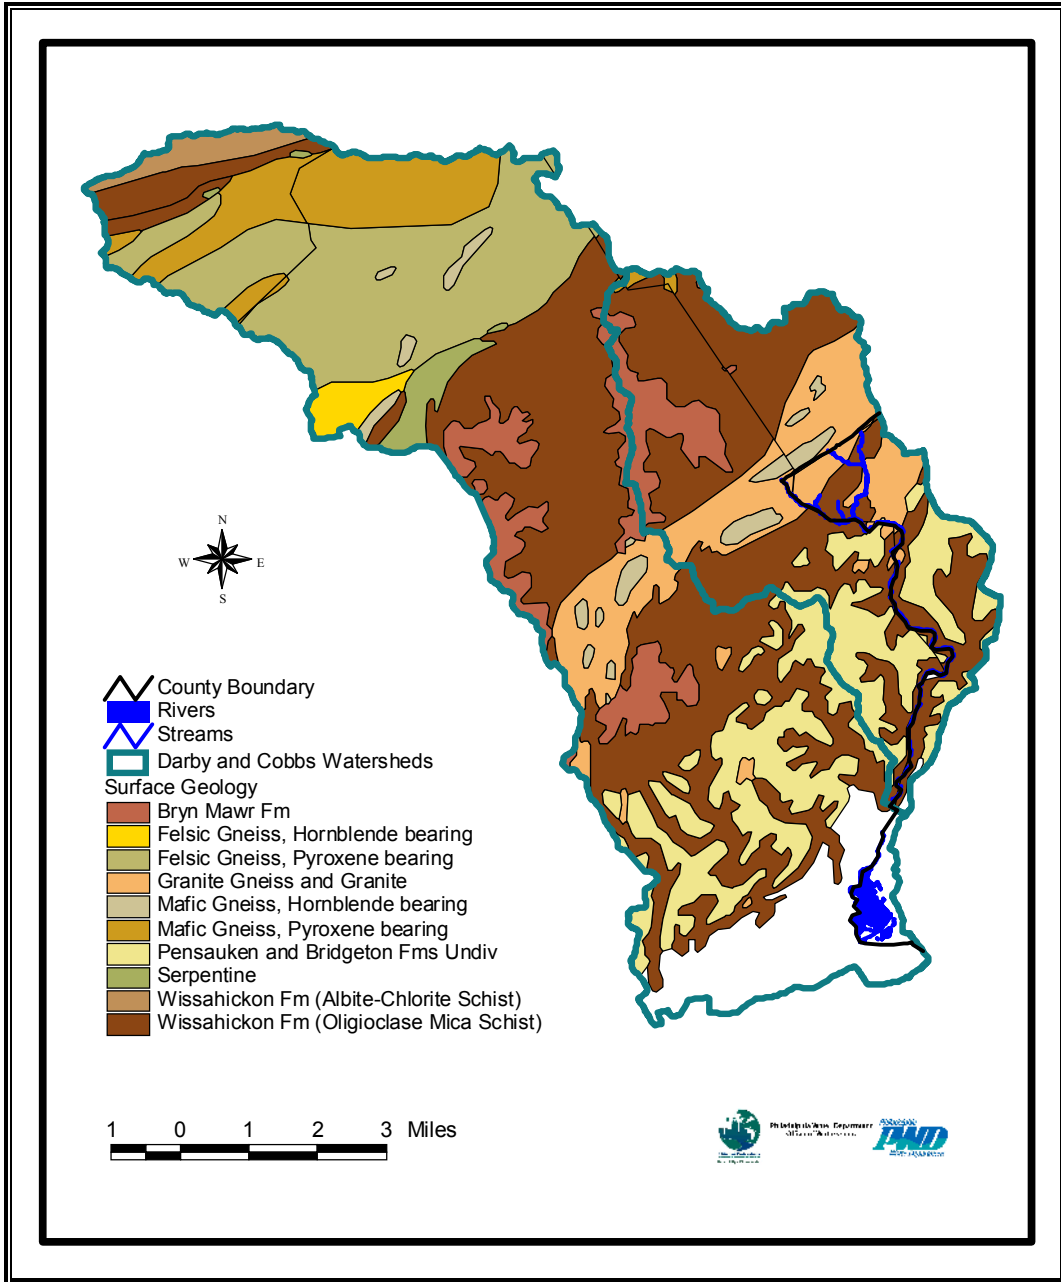 N
W E
S
County Boundary
Rivers
Streams
Darby and Cobbs Watersheds
Surface Geology
Bryn Mawr Fm
Felsic Gneiss, Hornblende bearing
Felsic Gneiss, Pyroxene bearing
Granite Gneiss and Granite
Mafic Gneiss, Hornblende bearing
Mafic Gneiss, Pyroxene bearing
Pensauken and Bridgeton Fms Undiv
Serpentine
Wissahickon Fm (Albite-Chlorite Schist)
Wissahickon Fm (Oligioclase Mica Schist)
1 0 1 2 3 Miles
Philadelphia Water Department
PWD